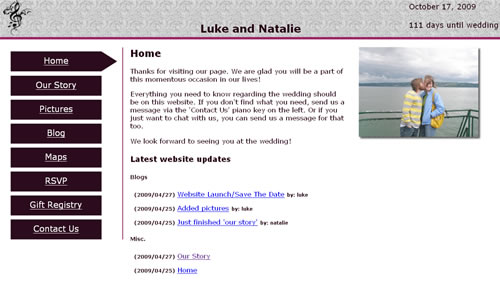 October 17, 2009
Luke and Natalie
111 days until wedding
Home
Our Story
Pictures
Blog
Maps
RSVP
Gift Registry
Contact Us
Home
Thanks for visiting our page. We are glad you will be a part of
this momentous occasion in our lives!
Everything you need to know regarding the wedding should
be on this website. If you don't find what you need, send us a
message via the 'Contact Us' piano key on the left. Or if you
just want to chat with us, you can send us a message for that
too.
We look forward to seeing you at the wedding!
Latest website updates
Blogs
(2009/04/27) Website Launch/Save The Date by: luke
(2009/04/25) Added pictures by: luke
(2009/04/25) Just finished 'our story' by: natalie
Misc.
(2009/04/27) Our Story
(2009/04/25) Home